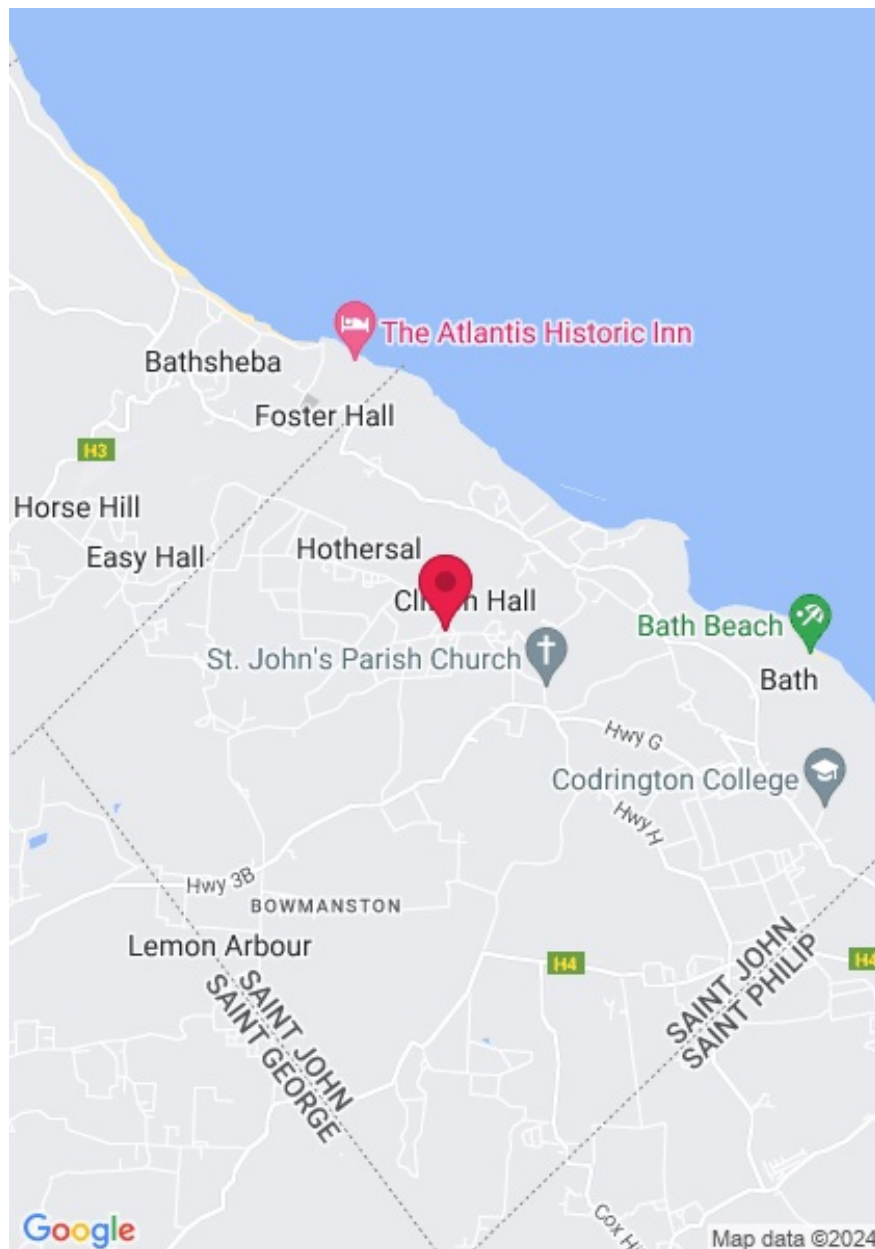 The Atlantis Historic Inn
Bathsheba
Foster Hall
H3
Horse Hill
Easy Hall
Hothersal
Hall
St. John's Parish Church
Bath Beach
Bath
Hwy G
Codrington College
Hwy H
Hwy 3B
BOWMANSTON
Lemon Arbour
H4
H4
SAINT JOHN
SAINT GEORGE
SAINT JOHN
SAINT PHILIP
Google
Map data ©2024